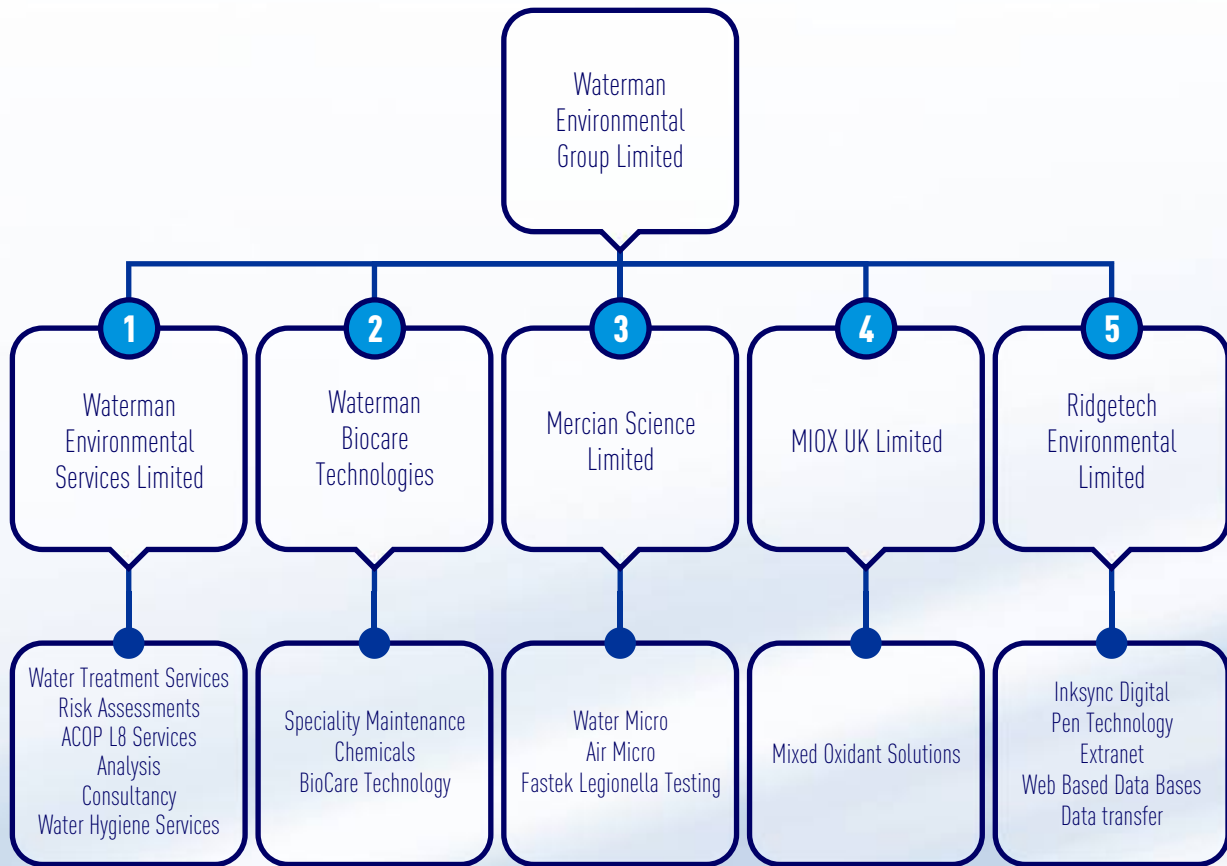 Waterman
Environmental
Group Limited
1
2
3
4
5
Waterman
Environmental
Services Limited
Waterman
Biocare
Technologies
Mercian Science
Limited
MIOX UK Limited
Ridgetech
Environmental
Limited
Water Treatment Services
Risk Assessments
ACOP L8 Services
Analysis
Consultancy
Water Hygiene Services
Speciality Maintenance
Chemicals
BioCare Technology
Water Micro
Air Micro
Fastek Legionella Testing
Mixed Oxidant Solutions
Inksync Digital
Pen Technology
Extranet
Web Based Data Bases
Data transfer